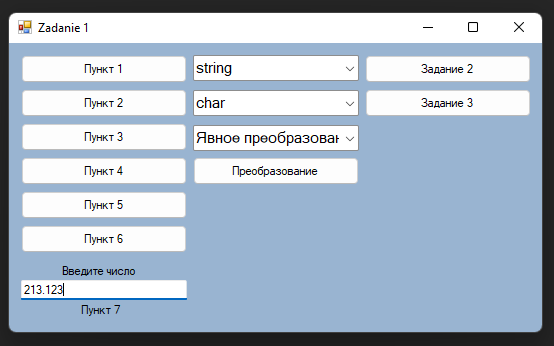 Zadanie 1
Пункт 1
string
Задание 2
Пункт 2
char
Задание 3
Пункт 3
Явное преобразован
Пункт 4
Преобразование
Пункт 5
Пункт 6
Введите число
213.123
Пункт 7